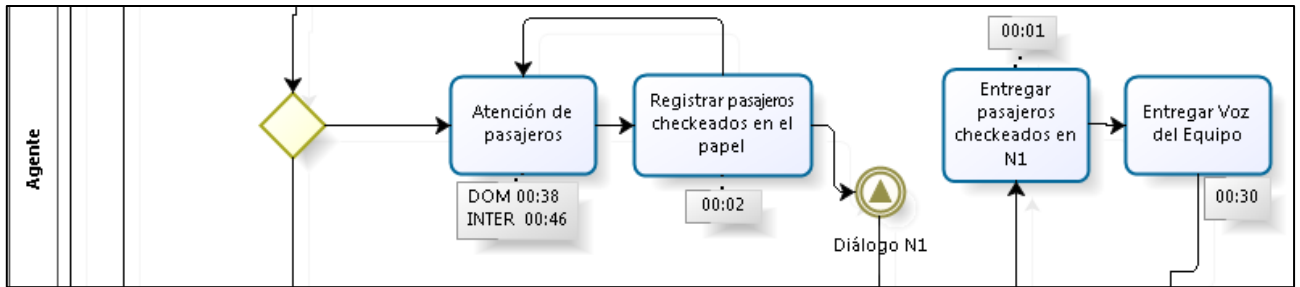 Agente
Atención de
pasajeros
DOM 00:38
INTER 00:46
Registrar pasajeros
checkeados en el
papel
00:02
Diálogo N1
00:01
Entregar
pasajeros
checkeados en
N1
Entregar Voz
del Equipo
00:30